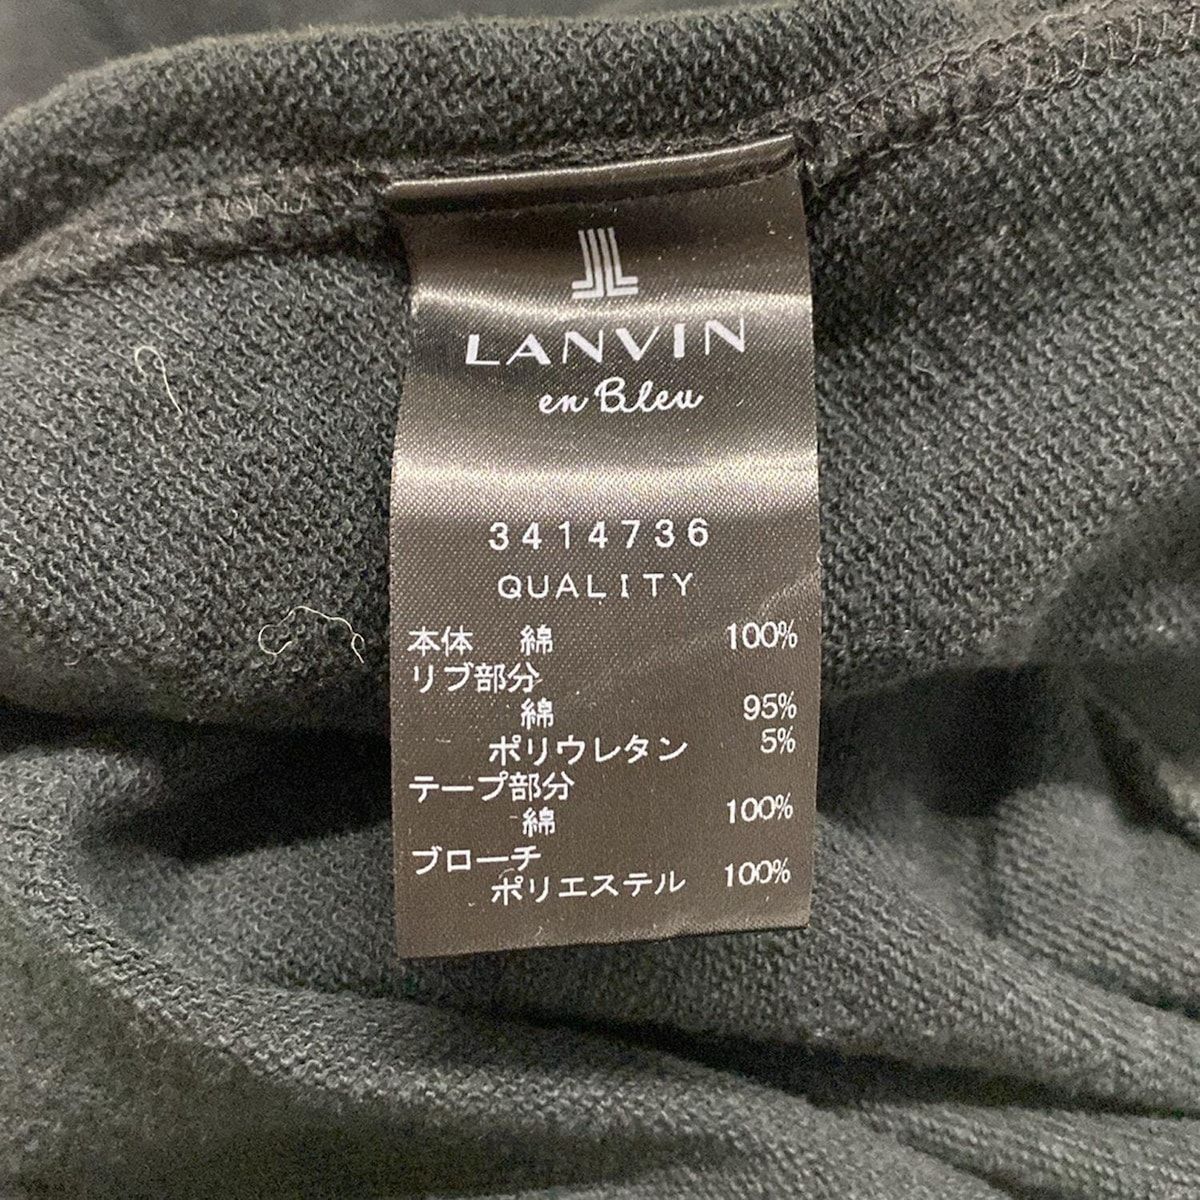 LANVIN
en Bleu
3414736
QUALITY
本体 綿 100%
リブ部分
綿 95%
ポリウレタン 5%
テープ部分
綿 100%
ブローチ
ポリエステル 100%